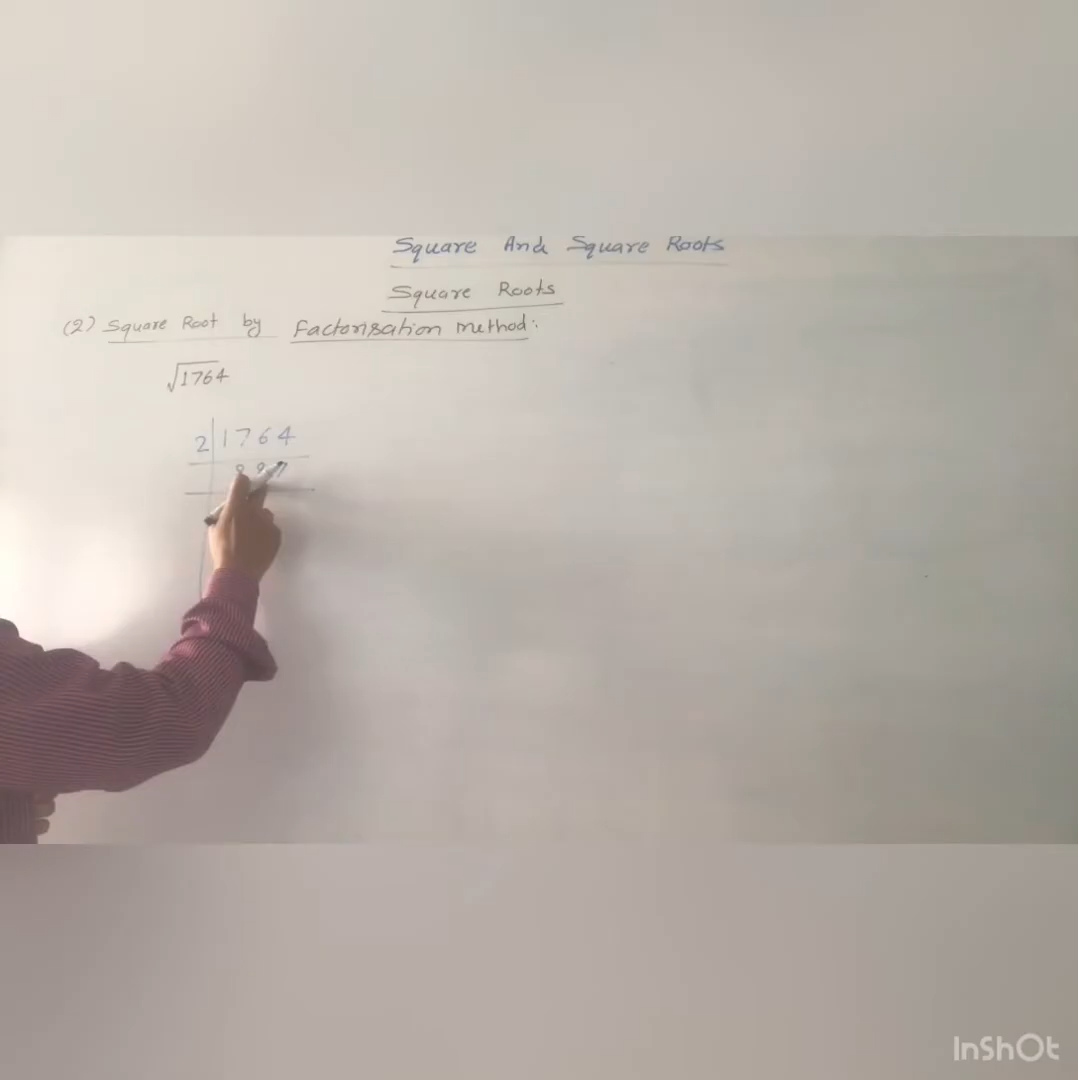 Square And Square Roots
Square Roots
(2) Square Root by Factorisation method:
√1764
2 1764
InShOt